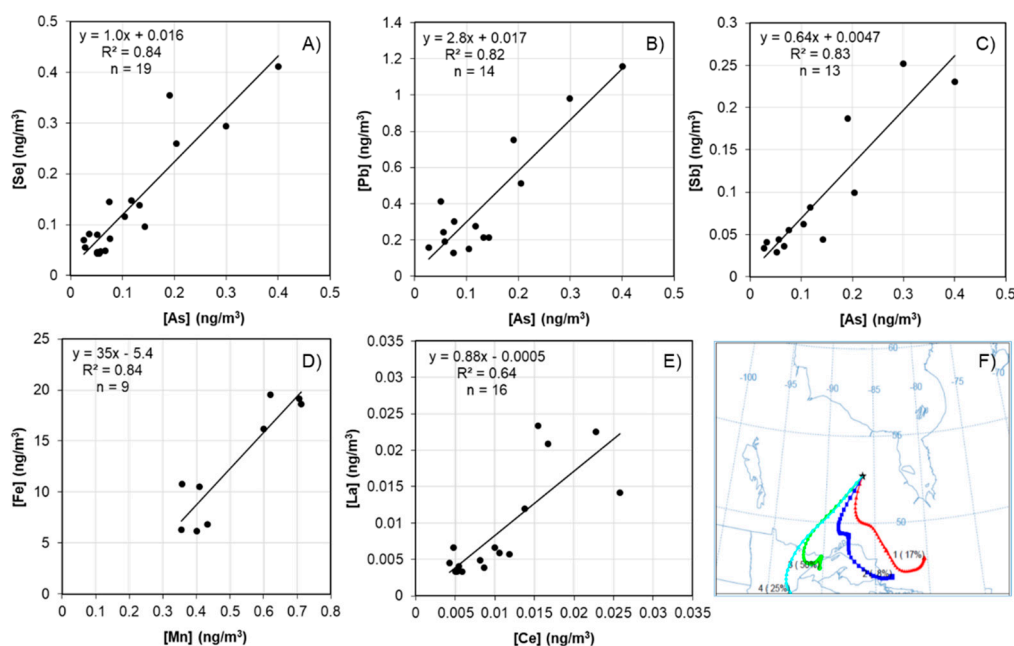 y = 1.0x + 0.016
R² = 0.84
n = 19
A)
0.5
0.4
0.3
0.2
0.1
0
[Se] (ng/m³)
0 0.1 0.2 0.3 0.4 0.5
[As] (ng/m³)
y = 2.8x + 0.017
R² = 0.82
n = 14
B)
1.4
1.2
1
0.8
0.6
0.4
0.2
0
[Pb] (ng/m³)
0 0.1 0.2 0.3 0.4 0.5
[As] (ng/m³)
y = 0.64x + 0.0047
R² = 0.83
n = 13
C)
0.3
0.25
0.2
0.15
0.1
0.05
0
[Sb] (ng/m³)
0 0.1 0.2 0.3 0.4 0.5
[As] (ng/m³)
y = 35x - 5.4
R² = 0.84
n = 9
D)
25
20
15
10
5
0
[Fe] (ng/m³)
0 0.1 0.2 0.3 0.4 0.5 0.6 0.7 0.8
[Mn] (ng/m³)
y = 0.88x - 0.0005
R² = 0.64
n = 16
E)
0.035
0.03
0.025
0.02
0.015
0.01
0.005
0
[La] (ng/m³)
0 0.005 0.01 0.015 0.02 0.025 0.03 0.035
[Ce] (ng/m³)
F)
60
-100 -95 -90 -85 -80 -75 -70
55
50
1 (17%)
2 ( 8%)
3 ( 50%)
4 ( 25%)